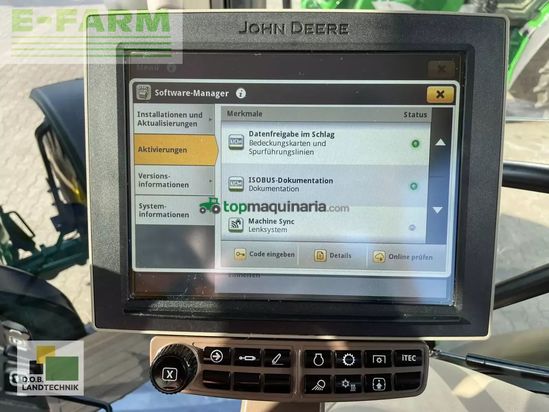 E-FARM
JOHN DEERE
Software-Manager
Installationen und
Aktualisierungen
Merkmale
Status
Datenfreigabe im Schlag
Bedeckungskarten und
Spurführungslinien
Aktivierungen
ISOBUS-Dokumentation
Dokumentation
Versions-
informationen
System-
informationen
topmaquinaria.com
Machine Sync
Lenksystem
Code eingeben
Details
Online prüfen
iTEC
X
D.O.B.
LANDTECHNIK